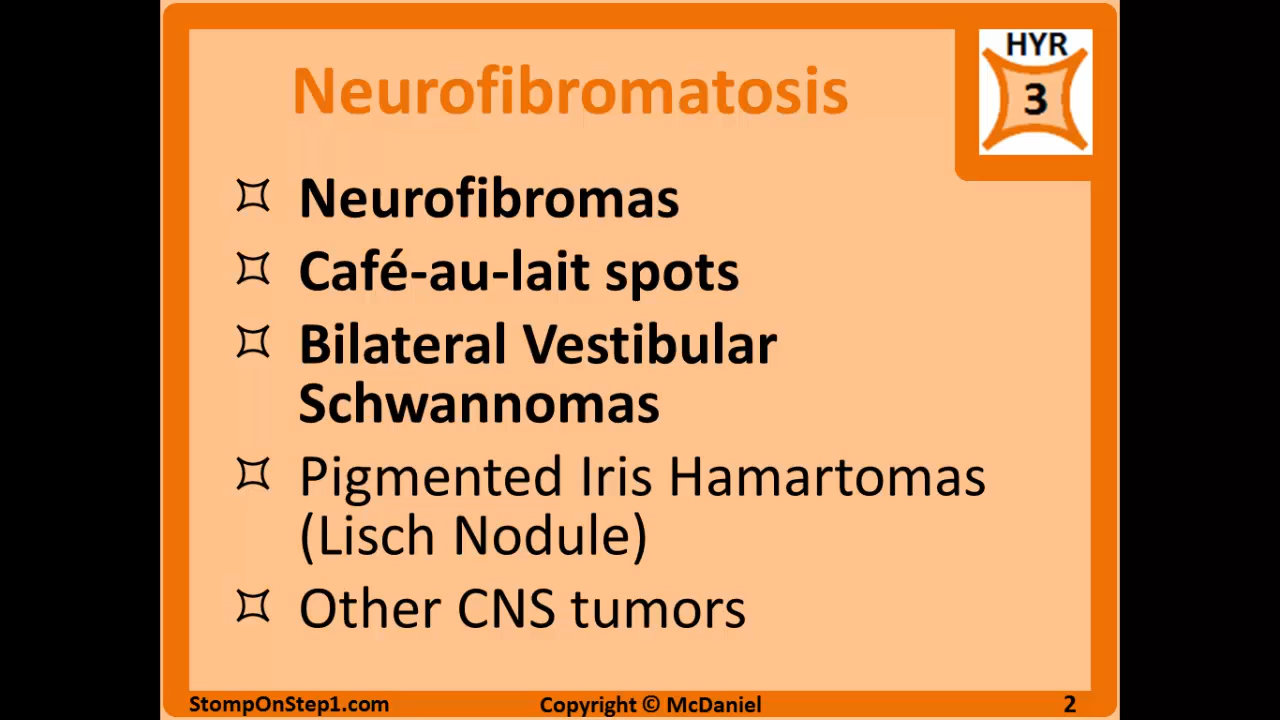 HYR
3
Neurofibromatosis
Neurofibromas
Café-au-lait spots
Bilateral Vestibular
Schwannomas
Pigmented Iris Hamartomas
(Lisch Nodule)
Other CNS tumors
StompOnStep1.com Copyright © McDaniel 2